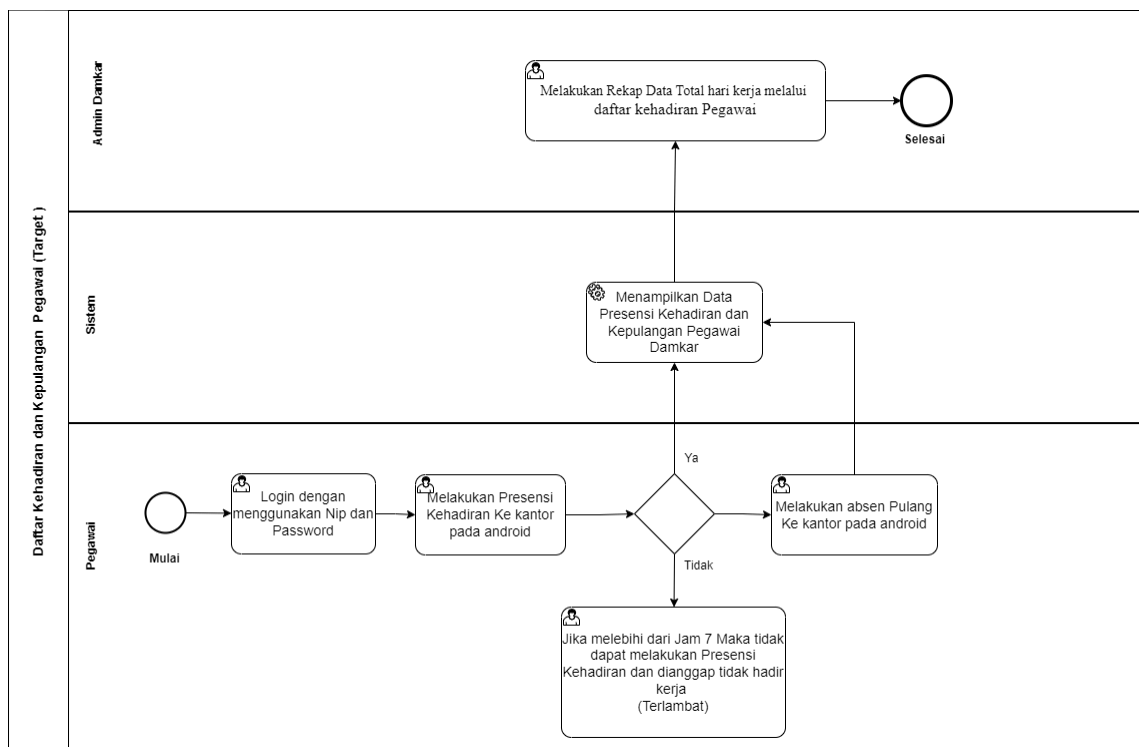 Daftar Kehadiran dan Kepulangan Pegawai (Target )
Admin Damkar
Melakukan Rekap Data Total hari kerja melalui
daftar kehadiran Pegawai
Selesai
Sistem
Menampilkan Data
Presensi Kehadiran dan
Kepulangan Pegawai
Damkar
Pegawai
Mulai
Login dengan
menggunakan Nip dan
Password
Melakukan Presensi
Kehadiran Ke kantor
pada android
Ya
Tidak
Melakukan absen Pulang
Ke kantor pada android
Jika melebihi dari Jam 7 Maka tidak
dapat melakukan Presensi
Kehadiran dan dianggap tidak hadir
kerja
(Terlambat)